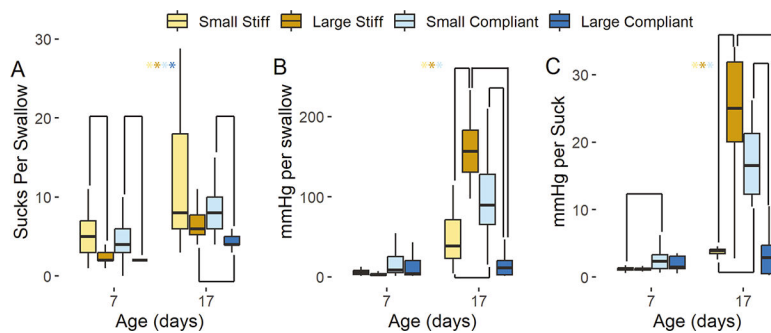 Small Stiff Large Stiff Small Compliant Large Compliant
A
Sucks Per Swallow
30
20
10
0
7 17
Age (days)
B
mmHg per swallow
200
100
0
7 17
Age (days)
C
mmHg per Suck
30
20
10
0
7 17
Age (days)